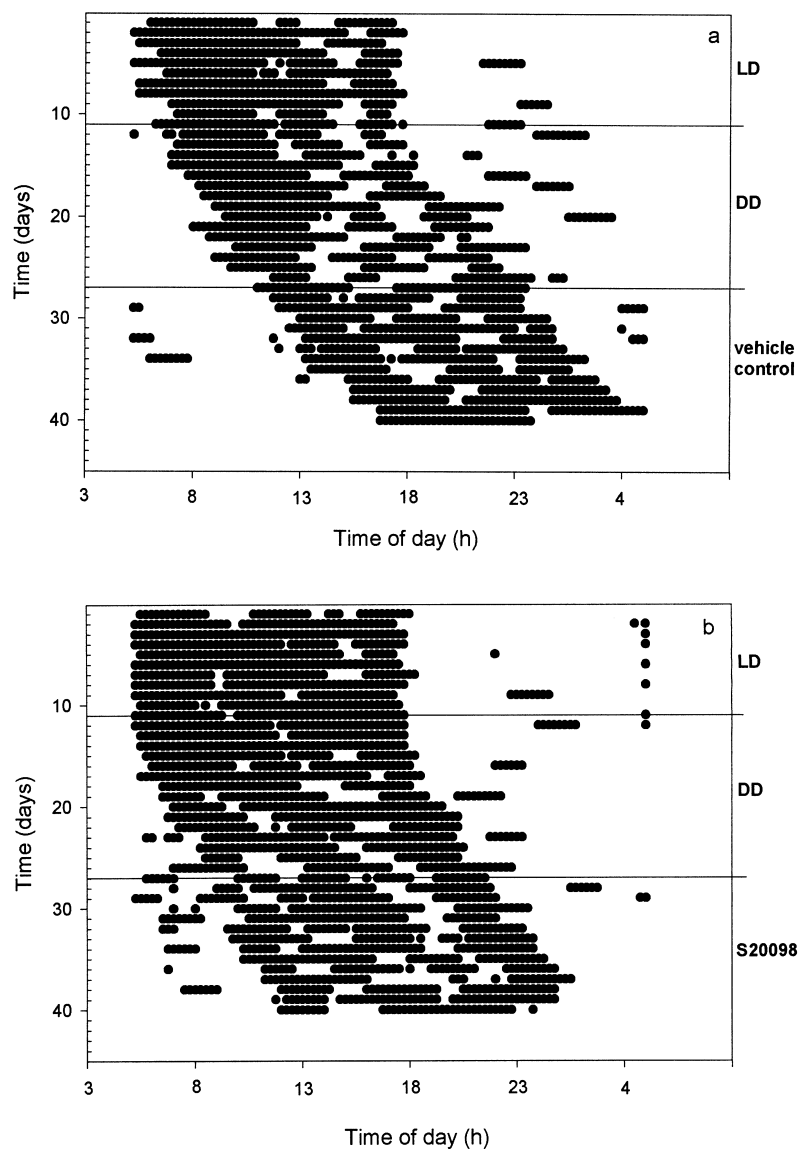 a
LD
10
DD
20
Time (days)
30
vehicle
control
40
3 8 13 18 23 4
Time of day (h)
b
LD
10
DD
20
Time (days)
30
S20098
40
3 8 13 18 23 4
Time of day (h)